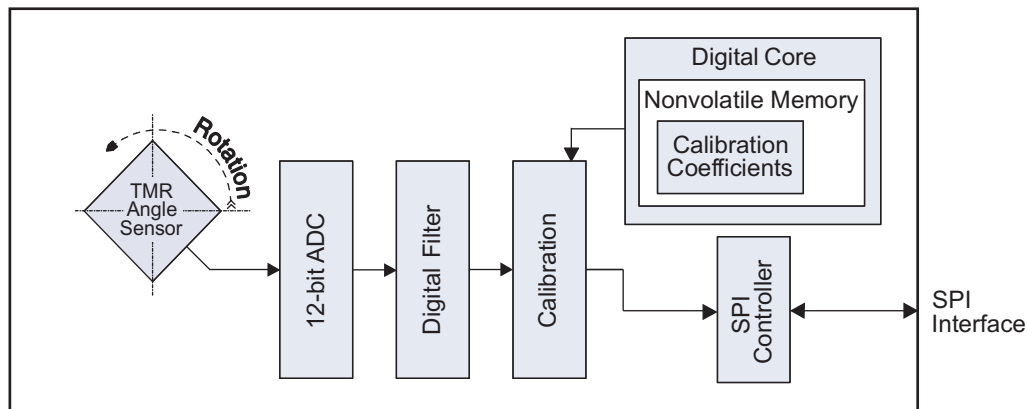 Digital Core
Nonvolatile Memory
Calibration
Coefficients
Rotation
TMR
Angle
Sensor
12-bit ADC
Digital Filter
Calibration
SPI
Controller
SPI
Interface